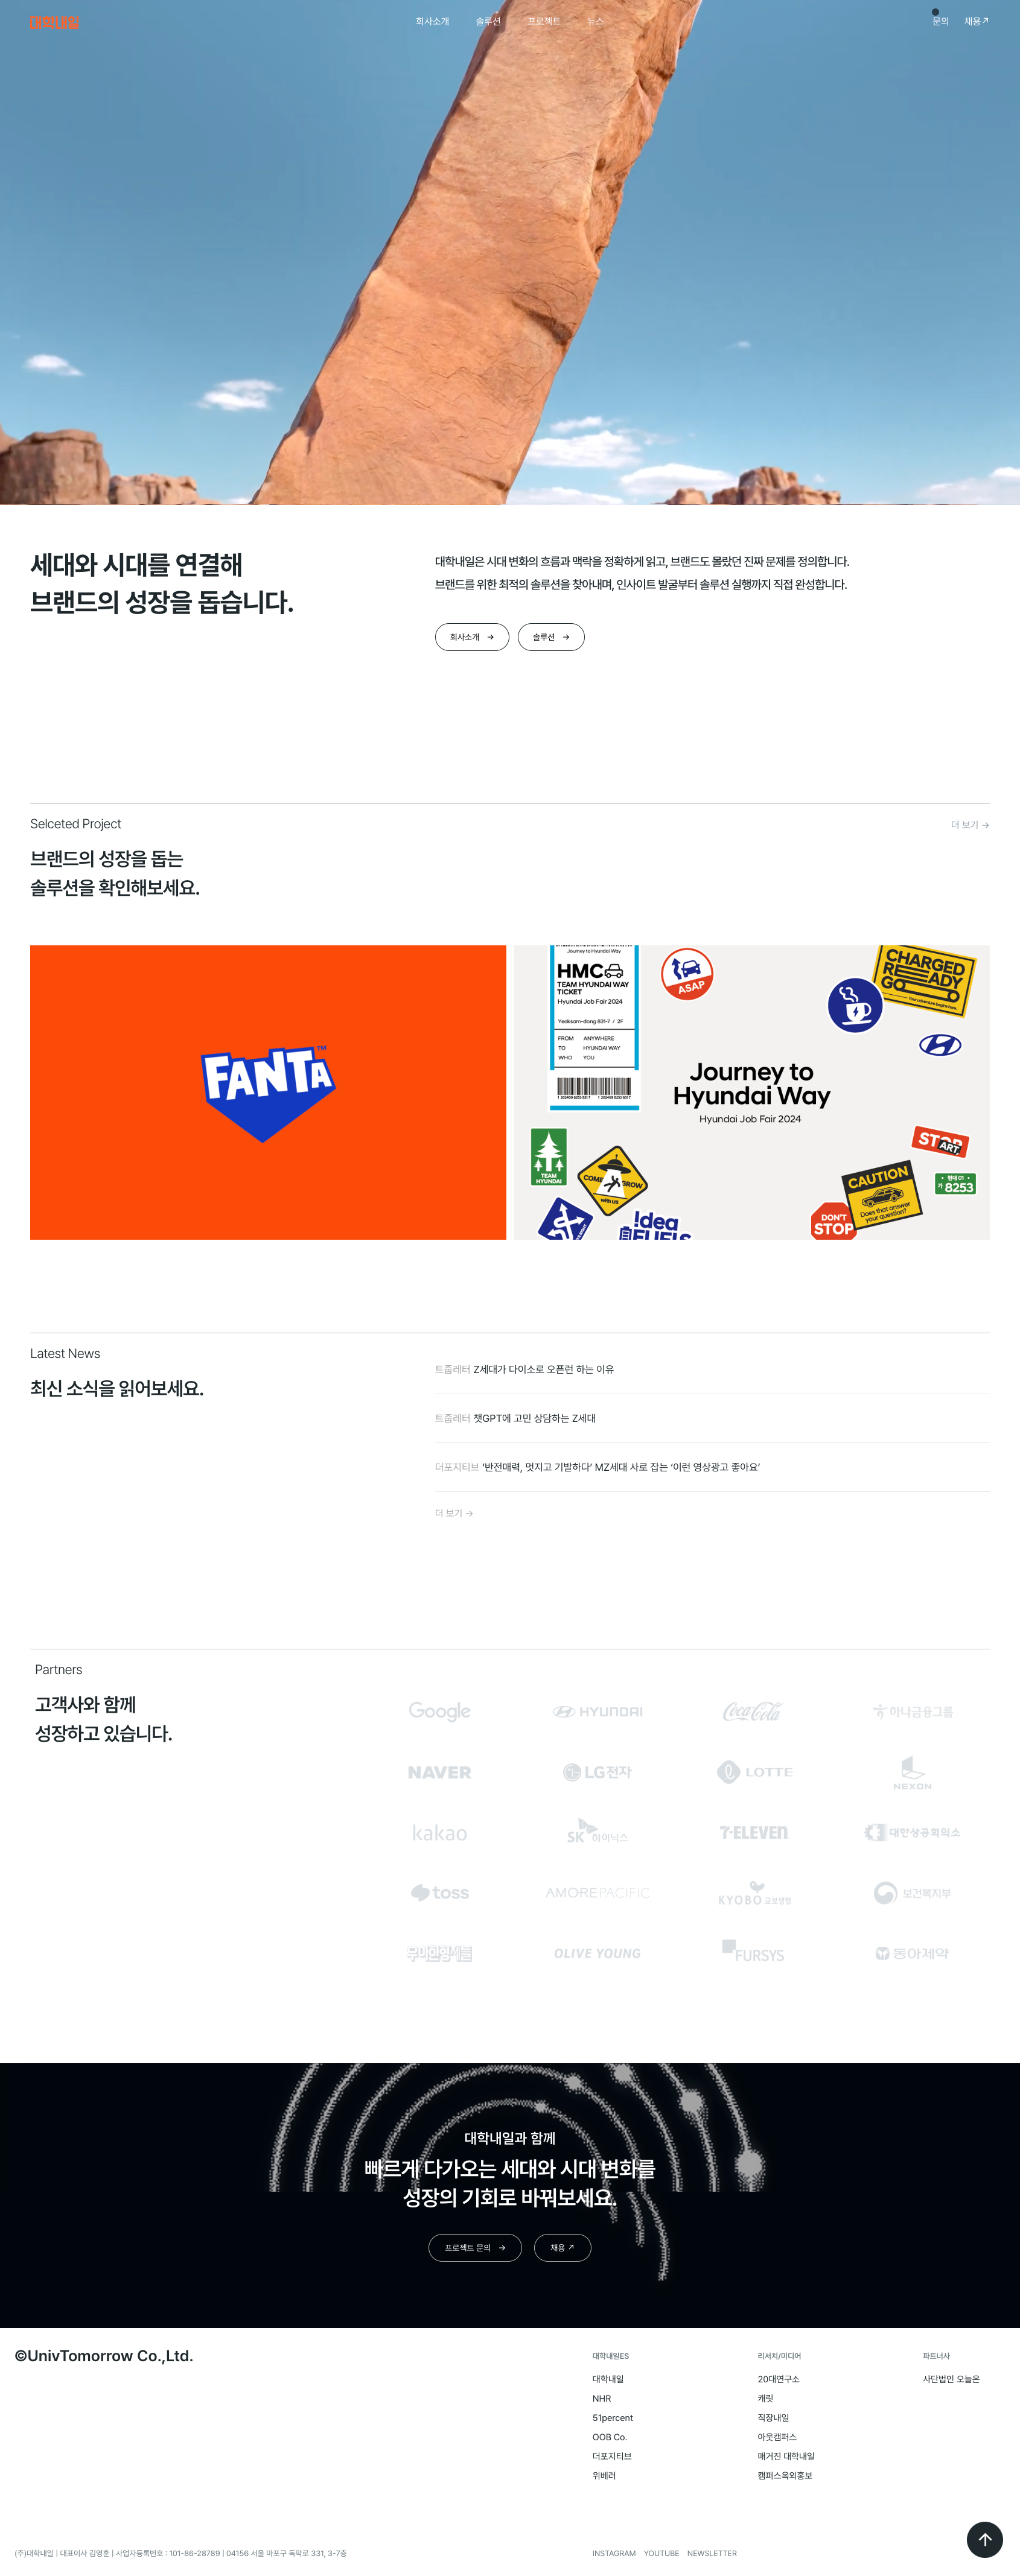 대학내일
회사소개 솔루션 프로젝트 뉴스
문의 채용↗
세대와 시대를 연결해
브랜드의 성장을 돕습니다.
대학내일은 시대 변화의 흐름과 맥락을 정확하게 읽고, 브랜드도 몰랐던 진짜 문제를 정의합니다.
브랜드를 위한 최적의 솔루션을 찾아내며, 인사이트 발굴부터 솔루션 실행까지 직접 완성합니다.
회사소개 → 솔루션 →
Selceted Project
더 보기 →
브랜드의 성장을 돕는
솔루션을 확인해보세요.
FANTA™
Journey to Hyundai Way
HMC
TEAM HYUNDAI WAY
TICKET
Hyundai Job Fair 2024
Yeoksam-dong 831-7 / 2F
FROM ANYWHERE
TO HYUNDAI WAY
WHO YOU
ASAP
CHARGED
READY
GO
Journey to
Hyundai Way
Hyundai Job Fair 2024
TEAM
HYUNDAI
COME GROW
with us
Idea
FUELS
STOP
ART
CAUTION
Does that answer
your question?
DON'T
STOP
8253
Latest News
최신 소식을 읽어보세요.
트줍레터 Z세대가 다이소로 오픈런 하는 이유
트줍레터 챗GPT에 고민 상담하는 Z세대
더포지티브 ‘반전매력, 멋지고 기발하다’ MZ세대 사로 잡는 ‘이런 영상광고 좋아요’
더 보기 →
Partners
고객사와 함께
성장하고 있습니다.
Google HYUNDAI Coca-Cola 하나금융그룹
NAVER LG전자 LOTTE NEXON
kakao SK하이닉스 7-ELEVEN 대한상공회의소
toss AMOREPACIFIC KYOBO 교보생명 보건복지부
우아한형제들 OLIVE YOUNG FURSYS 동아제약
대학내일과 함께
빠르게 다가오는 세대와 시대 변화를
성장의 기회로 바꿔보세요.
프로젝트 문의 → 채용 ↗
©UnivTomorrow Co.,Ltd.
대학내일ES
대학내일
NHR
51percent
OOB Co.
더포지티브
위베러
리서치/미디어
20대연구소
캐릿
직장내일
아웃캠퍼스
매거진 대학내일
캠퍼스옥외홍보
파트너사
사단법인 오늘은
(주)대학내일 | 대표이사 김영훈 | 사업자등록번호 : 101-86-28789 | 04156 서울 마포구 독막로 331, 3-7층
INSTAGRAM YOUTUBE NEWSLETTER